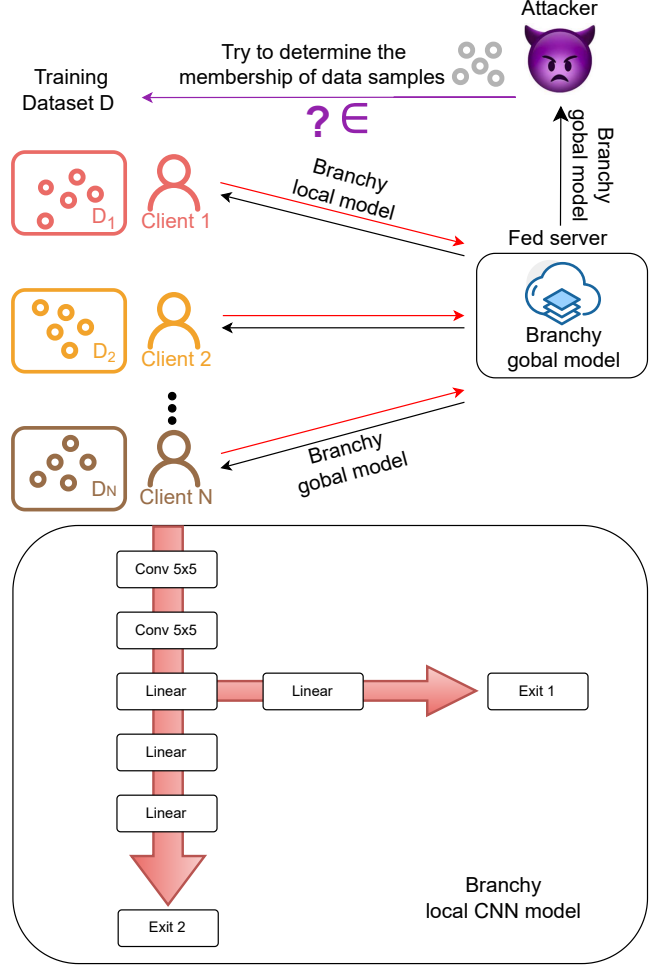 Attacker
Try to determine the
membership of data samples
Training
Dataset D
? ∈
Branchy
gobal model
D1
Client 1
Branchy
local model
Fed server
Branchy
gobal model
D2
Client 2
DN
Client N
Branchy
gobal model
Conv 5x5
Conv 5x5
Linear
Linear
Exit 1
Linear
Linear
Exit 2
Branchy
local CNN model